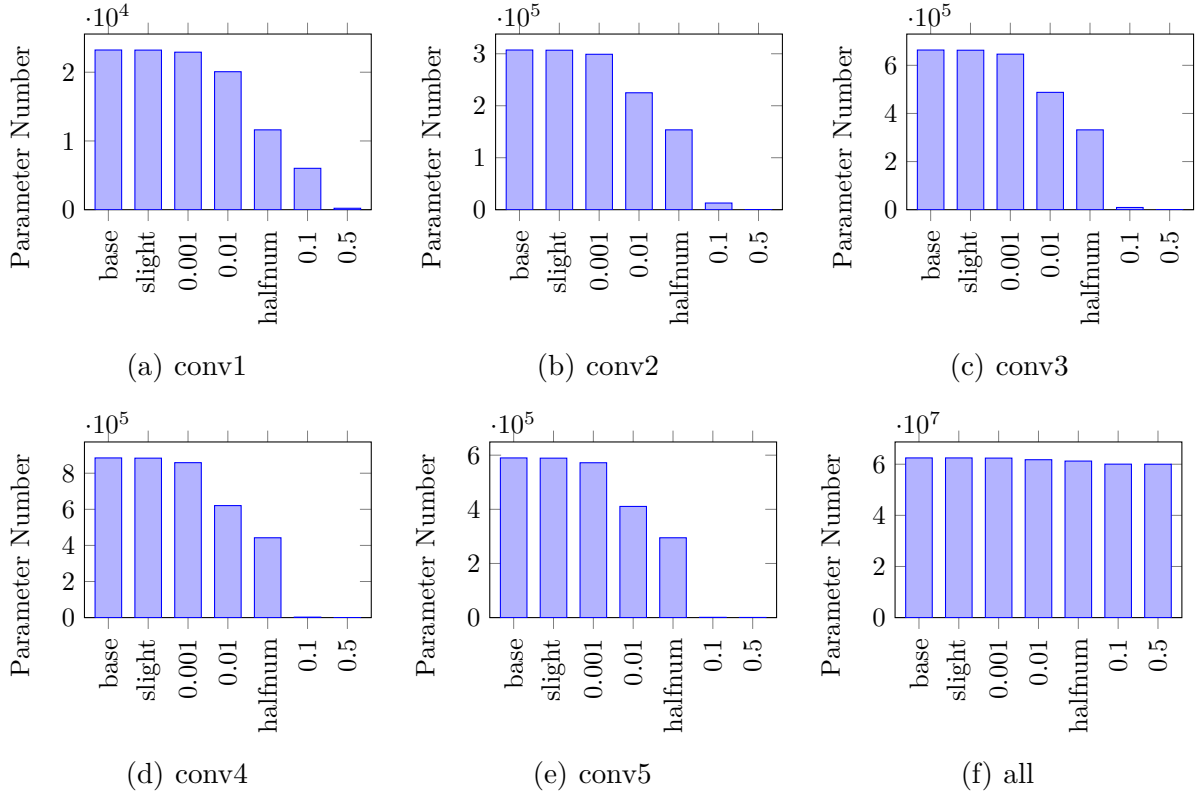 ·10^4
Parameter Number
2
1
0
base
slight
0.001
0.01
halfnum
0.1
0.5
(a) conv1
·10^5
Parameter Number
3
2
1
0
base
slight
0.001
0.01
halfnum
0.1
0.5
(b) conv2
·10^5
Parameter Number
6
4
2
0
base
slight
0.001
0.01
halfnum
0.1
0.5
(c) conv3
·10^5
Parameter Number
8
6
4
2
0
base
slight
0.001
0.01
halfnum
0.1
0.5
(d) conv4
·10^5
Parameter Number
6
4
2
0
base
slight
0.001
0.01
halfnum
0.1
0.5
(e) conv5
·10^7
Parameter Number
6
4
2
0
base
slight
0.001
0.01
halfnum
0.1
0.5
(f) all